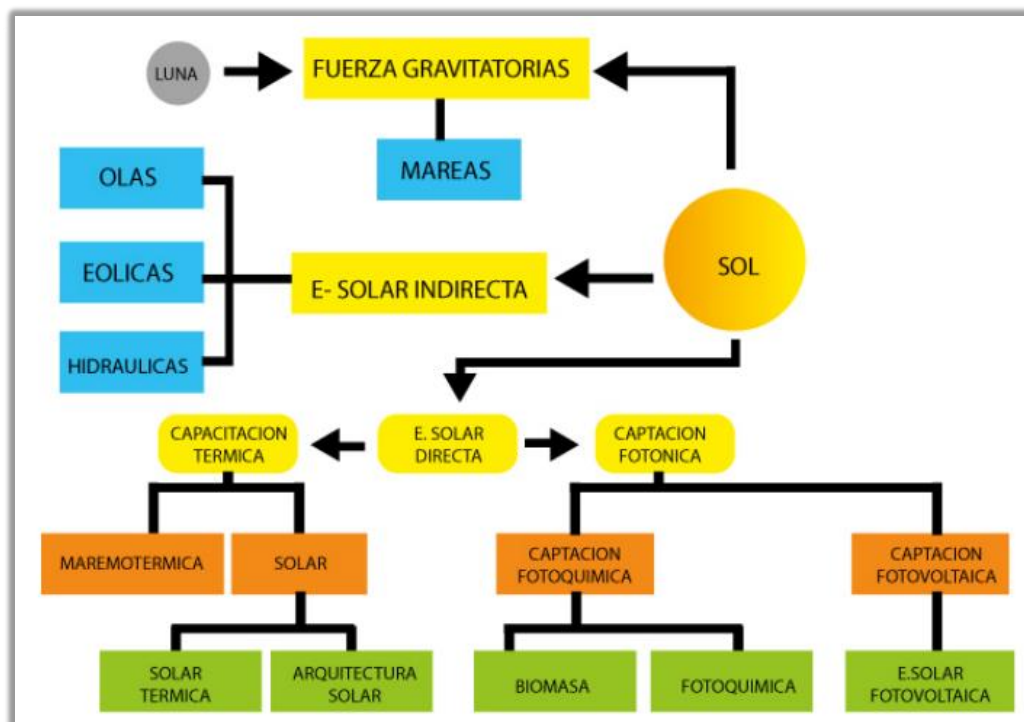 LUNA
FUERZA GRAVITATORIAS
MAREAS
OLAS
EOLICAS
HIDRAULICAS
E- SOLAR INDIRECTA
SOL
CAPACITACION
TERMICA
E. SOLAR
DIRECTA
CAPTACION
FOTONICA
MAREMOTERMICA
SOLAR
CAPTACION
FOTOQUIMICA
CAPTACION
FOTOVOLTAICA
SOLAR
TERMICA
ARQUITECTURA
SOLAR
BIOMASA
FOTOQUIMICA
E.SOLAR
FOTOVOLTAICA